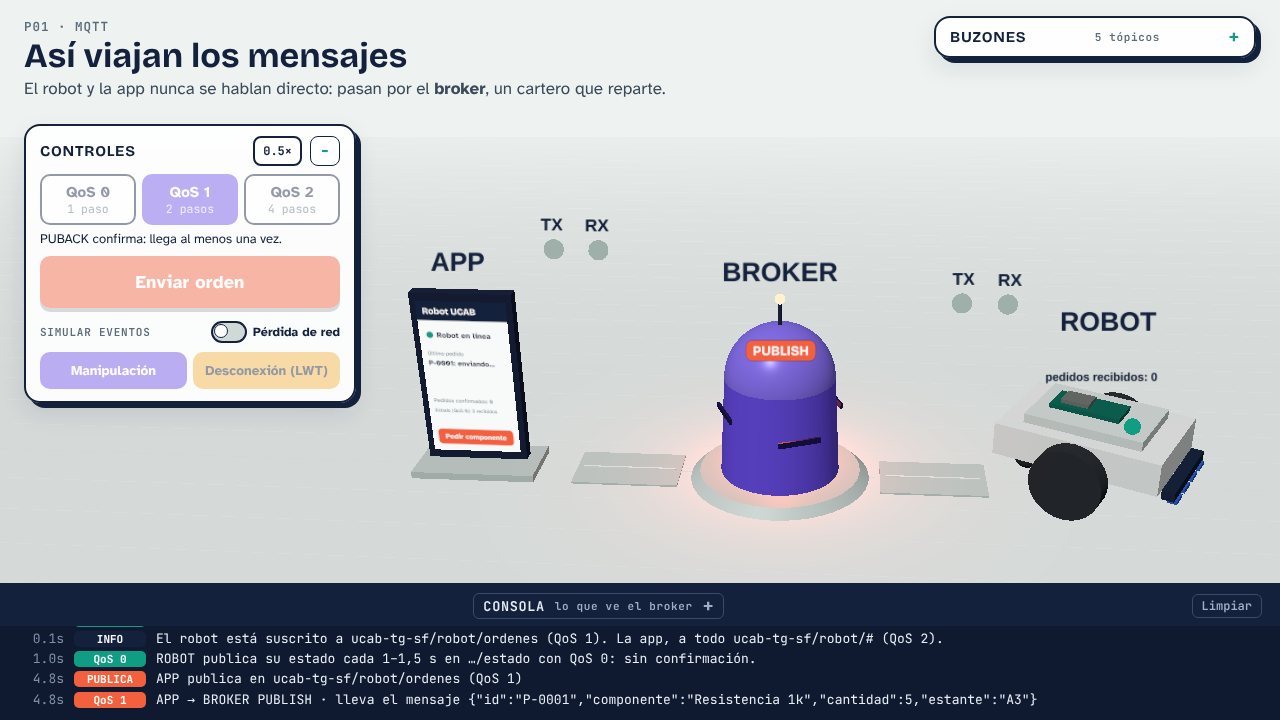 P01 · MQTT
Así viajan los mensajes
El robot y la app nunca se hablan directo: pasan por el broker, un cartero que reparte.
BUZONES 5 tópicos +
CONTROLES 0.5× -
QoS 0 QoS 1 QoS 2
1 paso 2 pasos 4 pasos
PUBACK confirma: llega al menos una vez.
Enviar orden
SIMULAR EVENTOS Pérdida de red
Manipulación Desconexión (LWT)
TX RX
APP
Robot UCAB
Robot en línea
Último pedido
P-0001: enviando...
Pedidos confirmados: 0
Pedir componente
BROKER
PUBLISH
TX RX
ROBOT
pedidos recibidos: 0
CONSOLA lo que ve el broker +
Limpiar
0.1s INFO El robot está suscrito a ucab-tg-sf/robot/ordenes (QoS 1). La app, a todo ucab-tg-sf/robot/# (QoS 2).
1.0s QoS 0 ROBOT publica su estado cada 1–1,5 s en …/estado con QoS 0: sin confirmación.
4.8s PUBLICA APP publica en ucab-tg-sf/robot/ordenes (QoS 1)
4.8s QoS 1 APP → BROKER PUBLISH · lleva el mensaje {"id":"P-0001","componente":"Resistencia 1k","cantidad":5,"estante":"A3"}